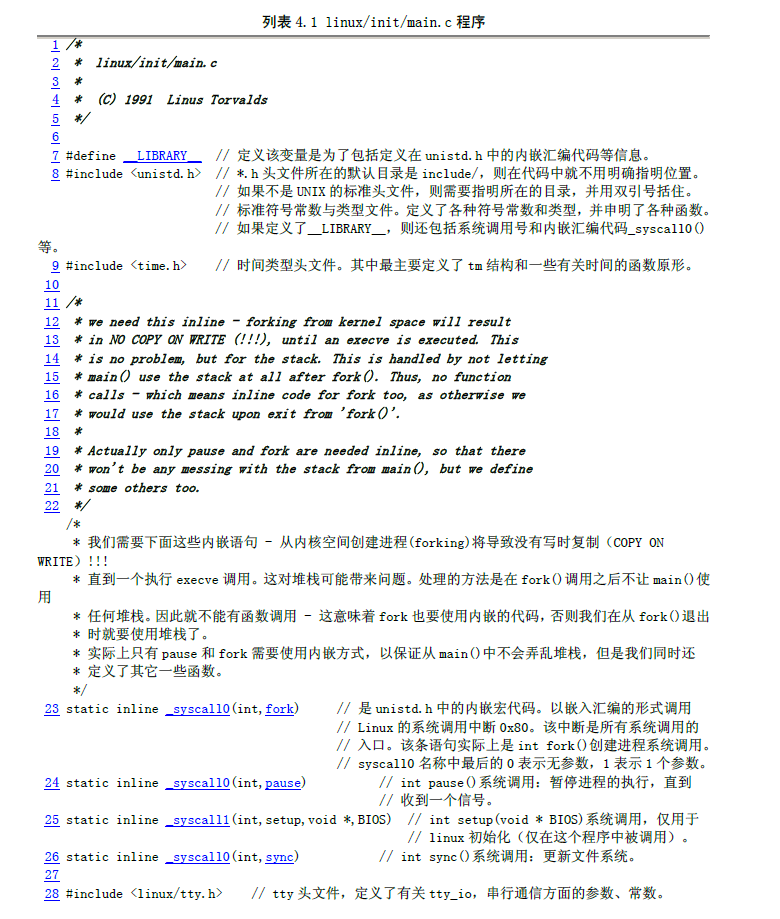 列表 4.1 linux/init/main.c 程序
1 /*
2  *  linux/init/main.c
3  *
4  *  (C) 1991  Linus Torvalds
5  */
6
7 #define __LIBRARY__  // 定义该变量是为了包括定义在 unistd.h 中的内嵌汇编代码等信息。
8 #include <unistd.h>  // *.h 头文件所在的默认目录是 include/，则在代码中就不用明确指明位置。
// 如果不是 UNIX 的标准头文件，则需要指明所在的目录，并用双引号括住。
// 标准符号常数与类型文件。定义了各种符号常数和类型，并申明了各种函数。
// 如果定义了__LIBRARY__，则还包括系统调用号和内嵌汇编代码_syscall0()
等。
9 #include <time.h>    // 时间类型头文件。其中最主要定义了 tm 结构和一些有关时间的函数原形。
10
11 /*
12  * we need this inline - forking from kernel space will result
13  * in NO COPY ON WRITE (!!!), until an execve is executed. This
14  * is no problem, but for the stack. This is handled by not letting
15  * main() use the stack at all after fork(). Thus, no function
16  * calls - which means inline code for fork too, as otherwise we
17  * would use the stack upon exit from 'fork()'.
18  *
19  * Actually only pause and fork are needed inline, so that there
20  * won't be any messing with the stack from main(), but we define
21  * some others too.
22  */
/*
* 我们需要下面这些内嵌语句 - 从内核空间创建进程(forking)将导致没有写时复制（COPY ON
WRITE）!!!
* 直到一个执行 execve 调用。这对堆栈可能带来问题。处理的方法是在 fork()调用之后不让 main()使
用
* 任何堆栈。因此就不能有函数调用 - 这意味着 fork 也要使用内嵌的代码，否则我们在从 fork()退出
* 时就要使用堆栈了。
* 实际上只有 pause 和 fork 需要使用内嵌方式，以保证从 main()中不会弄乱堆栈，但是我们同时还
* 定义了其它一些函数。
*/
23 static inline _syscall0(int,fork)     // 是 unistd.h 中的内嵌宏代码。以嵌入汇编的形式调用
// Linux 的系统调用中断 0x80。该中断是所有系统调用的
// 入口。该条语句实际上是 int fork()创建进程系统调用。
// syscall0 名称中最后的 0 表示无参数，1 表示 1 个参数。
24 static inline _syscall0(int,pause)          // int pause()系统调用：暂停进程的执行，直到
// 收到一个信号。
25 static inline _syscall1(int,setup,void *,BIOS)  // int setup(void * BIOS)系统调用，仅用于
// linux 初始化（仅在这个程序中被调用）。
26 static inline _syscall0(int,sync)           // int sync()系统调用：更新文件系统。
27
28 #include <linux/tty.h>    // tty 头文件，定义了有关 tty_io，串行通信方面的参数、常数。